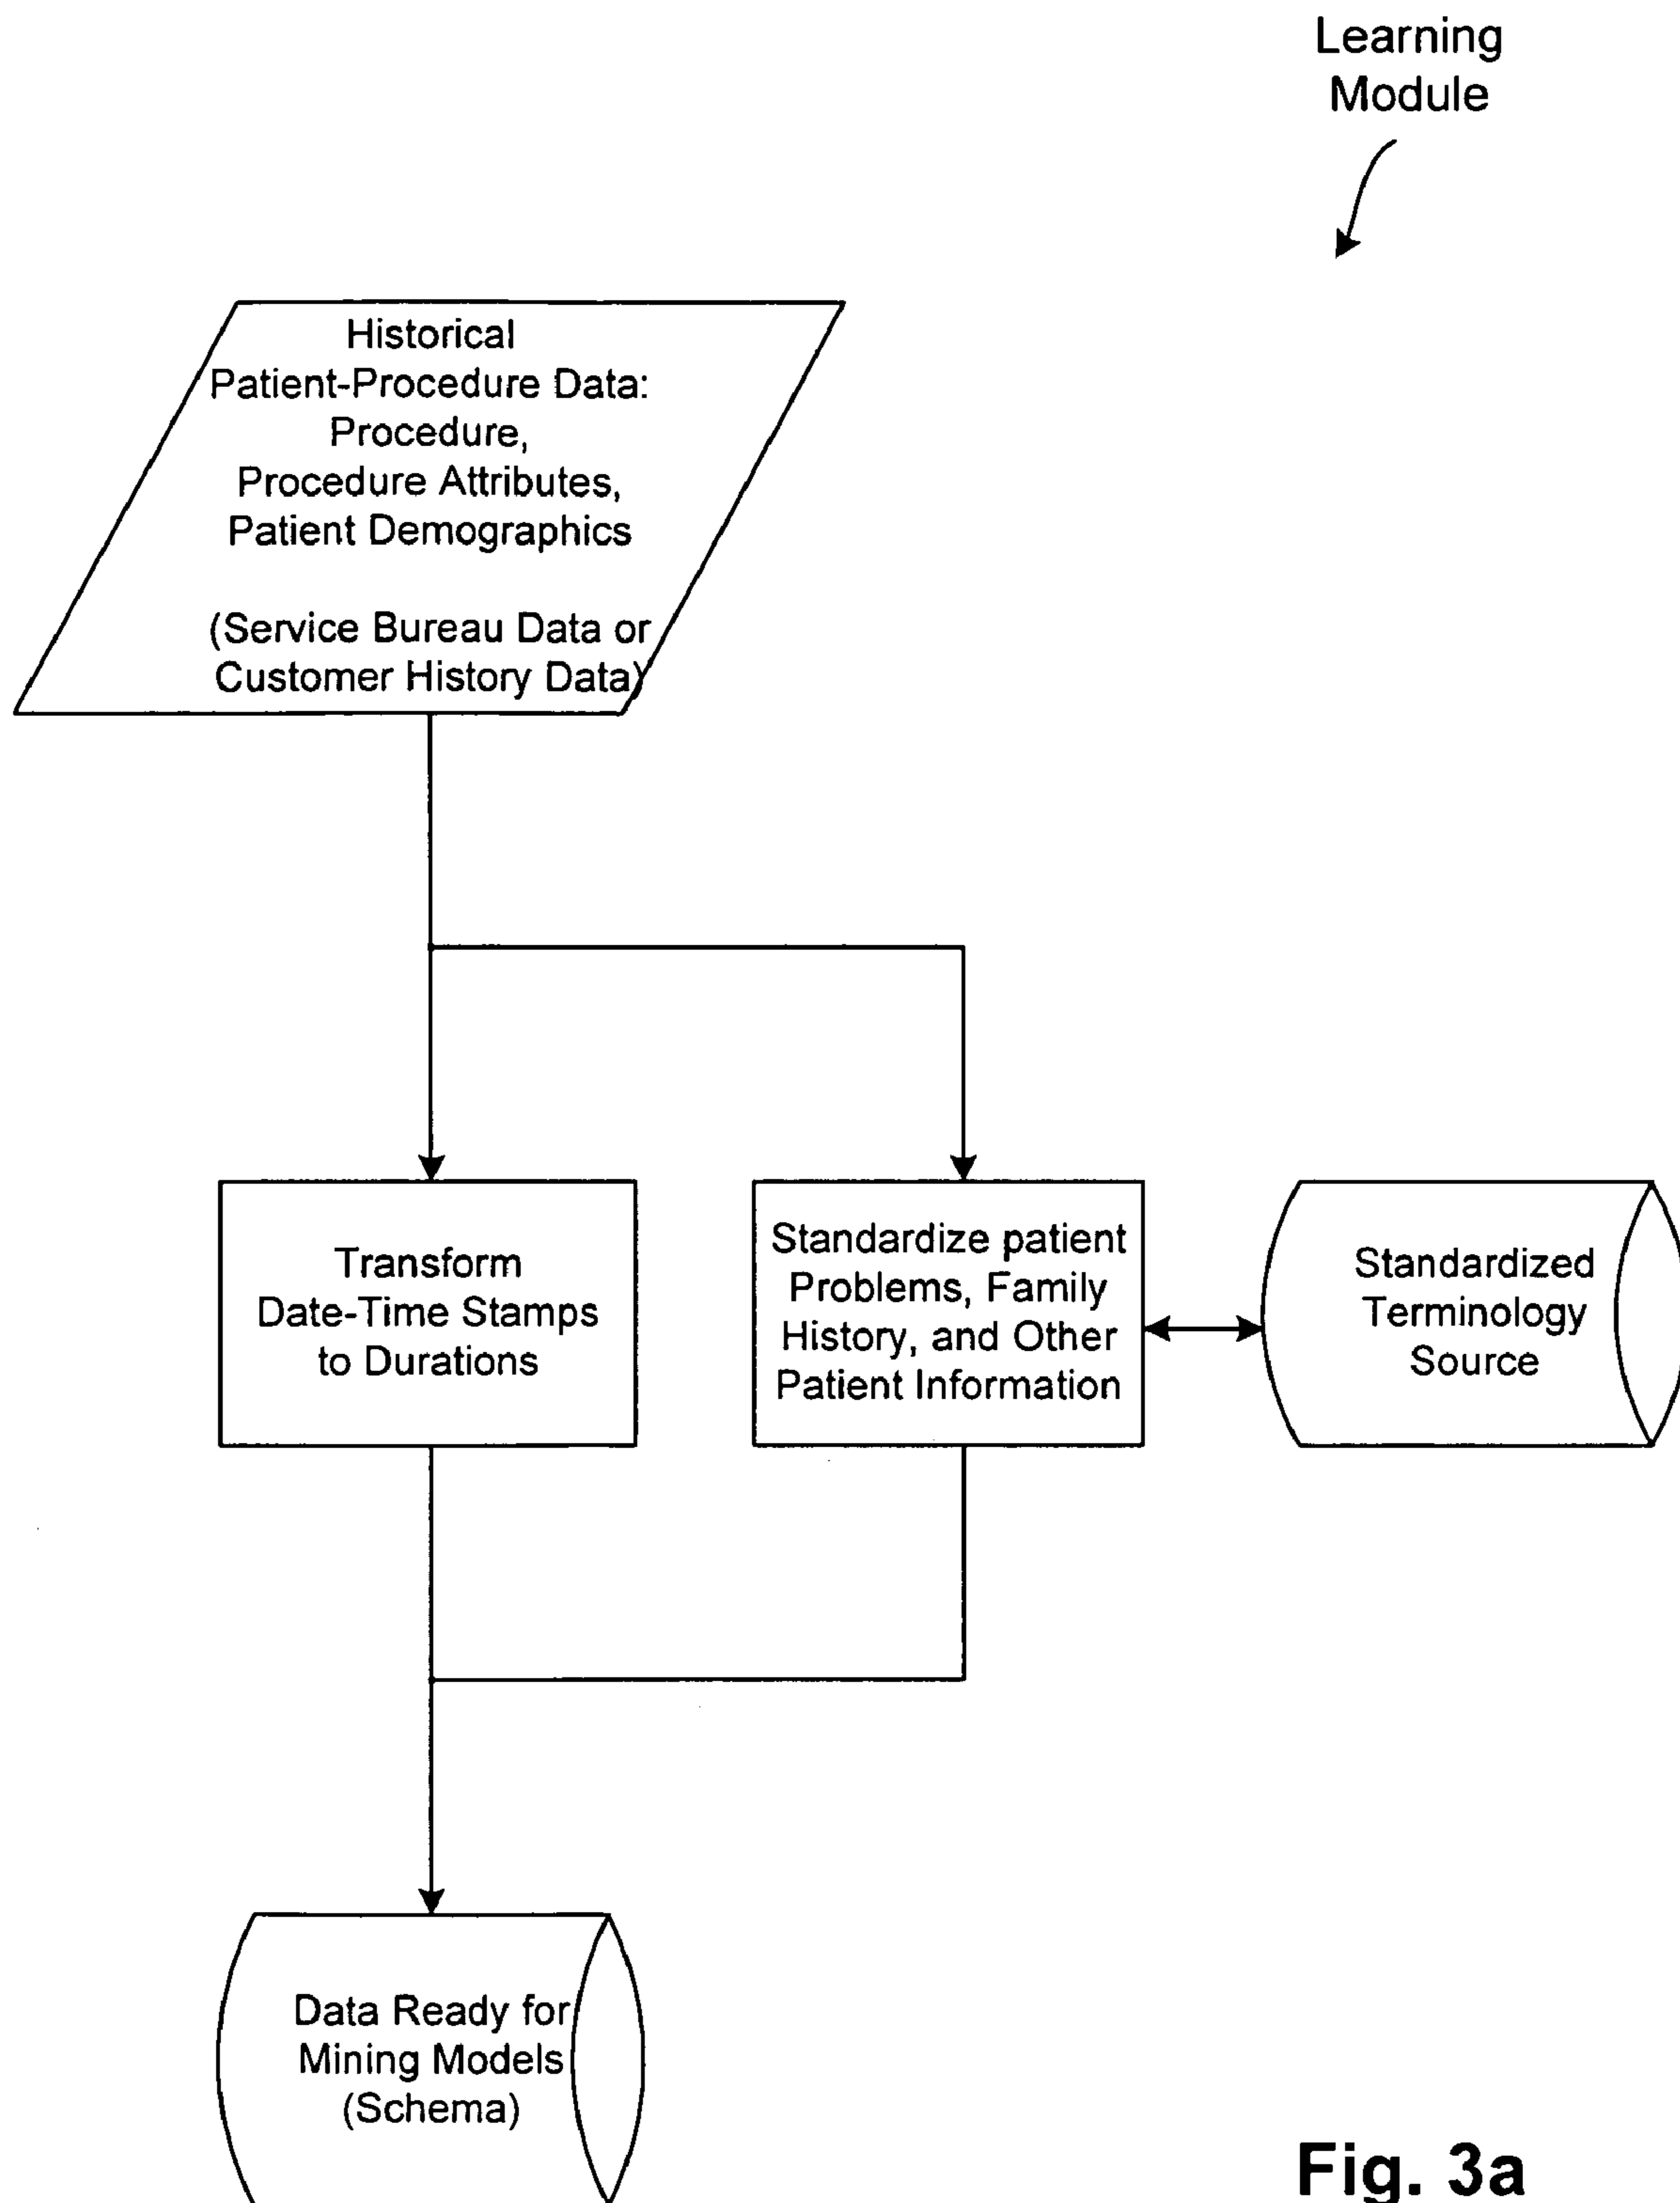 Learning
Module
Historical
Patient-Procedure Data:
Procedure,
Procedure Attributes,
Patient Demographics
(Service Bureau Data or
Customer History Data)
Transform
Date-Time Stamps
to Durations
Standardize patient
Problems, Family
History, and Other
Patient Information
Standardized
Terminology
Source
Data Ready for
Mining Models
(Schema)
Fig. 3a